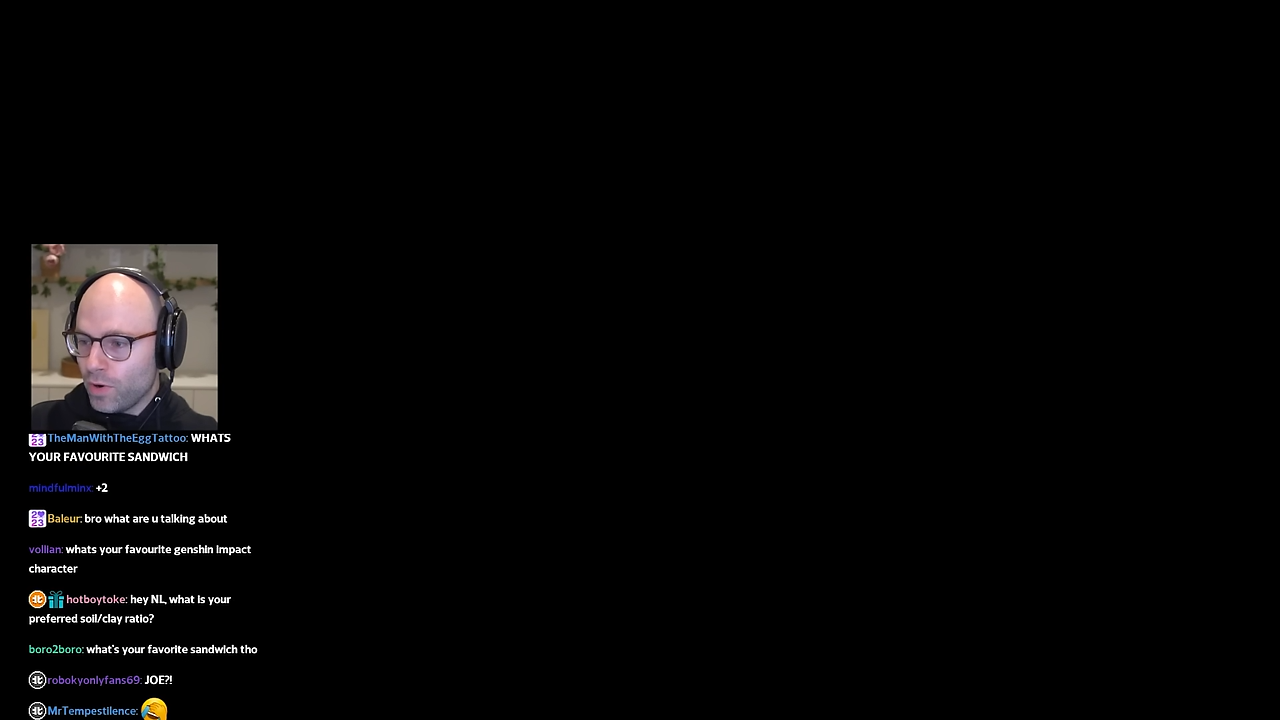 TheManWithTheEggTattoo: WHATS
YOUR FAVOURITE SANDWICH
mindfulminx: +2
Baleur: bro what are u talking about
vollian: whats your favourite genshin impact
character
hotboytoke: hey NL, what is your
preferred soil/clay ratio?
boro2boro: what's your favorite sandwich tho
robokyonlyfans69: JOE?!
MrTempestilence: